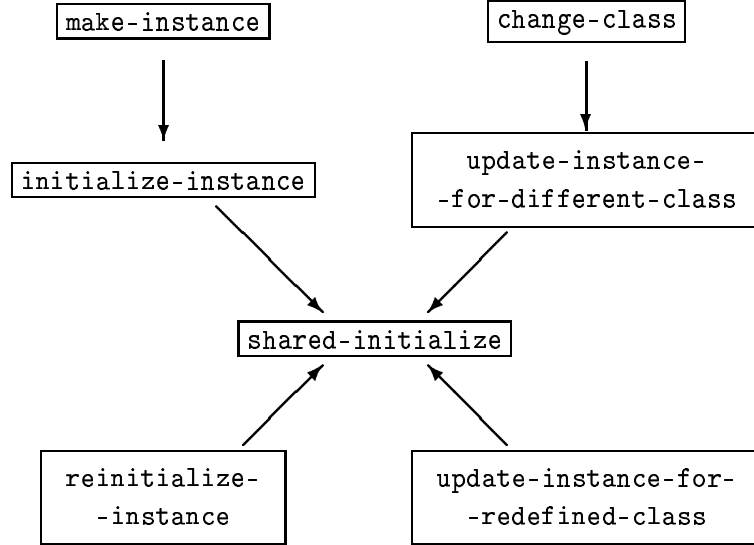 make-instance
change-class
initialize-instance
update-instance-
-for-different-class
shared-initialize
reinitialize-
-instance
update-instance-for-
-redefined-class